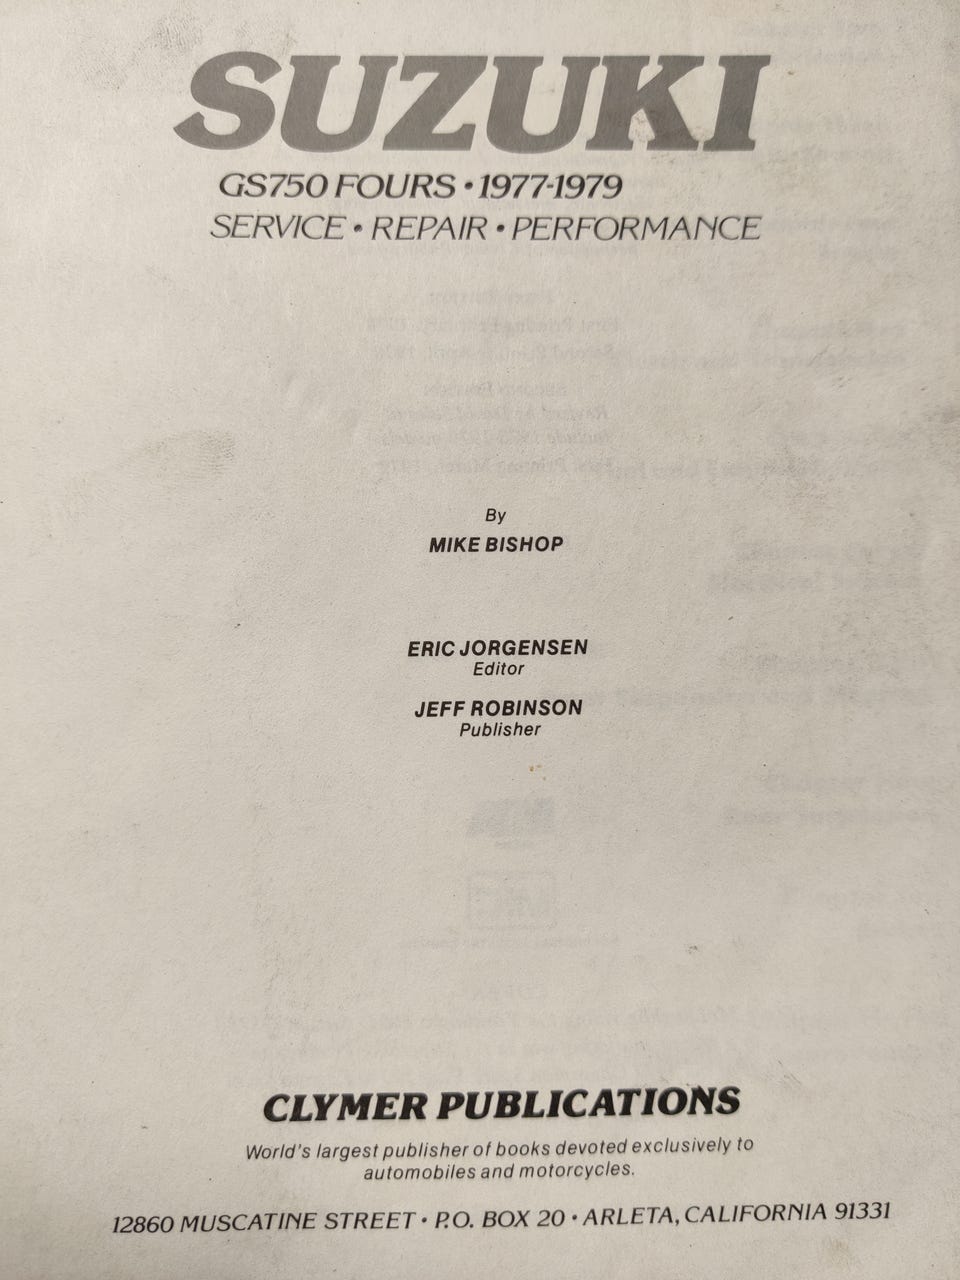 SUZUKI
GS750 FOURS • 1977-1979
SERVICE • REPAIR • PERFORMANCE
By
MIKE BISHOP
ERIC JORGENSEN
Editor
JEFF ROBINSON
Publisher
CLYMER PUBLICATIONS
World's largest publisher of books devoted exclusively to
automobiles and motorcycles.
12860 MUSCATINE STREET • P.O. BOX 20 • ARLETA, CALIFORNIA 91331